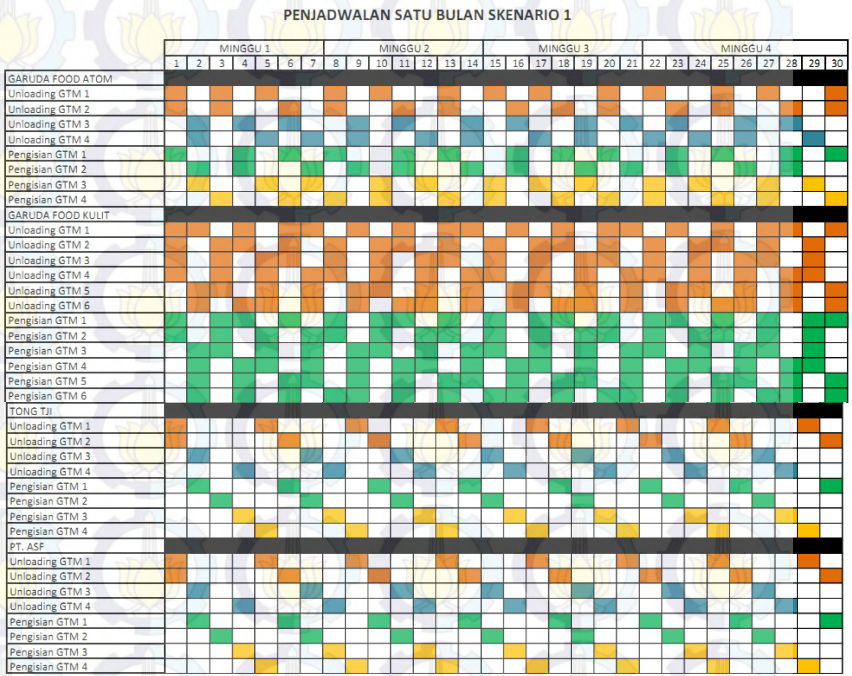 PENJADWALAN SATU BULAN SKENARIO 1
MINGGU 1 MINGGU 2 MINGGU 3 MINGGU 4
1 2 3 4 5 6 7 8 9 10 11 12 13 14 15 16 17 18 19 20 21 22 23 24 25 26 27 28 29 30
GARUDA FOOD ATOM
Unloading GTM 1
Unloading GTM 2
Unloading GTM 3
Unloading GTM 4
Pengisian GTM 1
Pengisian GTM 2
Pengisian GTM 3
Pengisian GTM 4
GARUDA FOOD KULIT
Unloading GTM 1
Unloading GTM 2
Unloading GTM 3
Unloading GTM 4
Unloading GTM 5
Unloading GTM 6
Pengisian GTM 1
Pengisian GTM 2
Pengisian GTM 3
Pengisian GTM 4
Pengisian GTM 5
Pengisian GTM 6
TONG TJI
Unloading GTM 1
Unloading GTM 2
Unloading GTM 3
Unloading GTM 4
Pengisian GTM 1
Pengisian GTM 2
Pengisian GTM 3
Pengisian GTM 4
PT. ASF
Unloading GTM 1
Unloading GTM 2
Unloading GTM 3
Unloading GTM 4
Pengisian GTM 1
Pengisian GTM 2
Pengisian GTM 3
Pengisian GTM 4